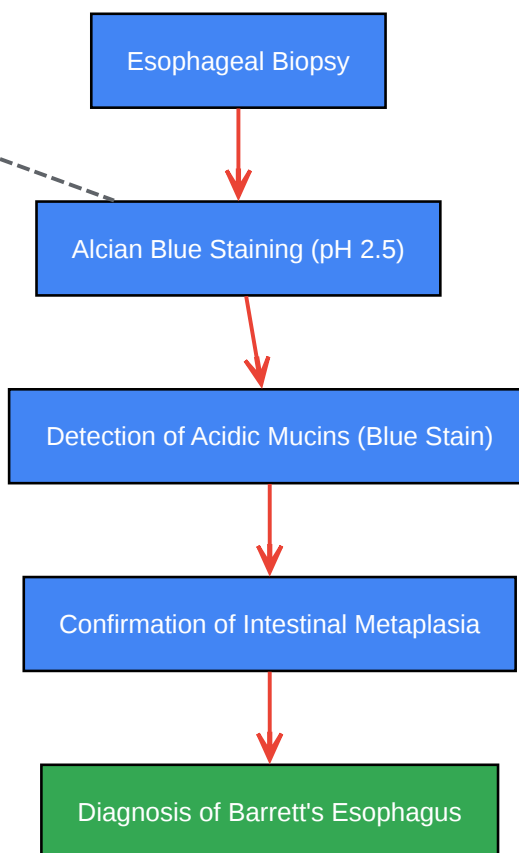 Esophageal Biopsy
Alcian Blue Staining (pH 2.5)
Detection of Acidic Mucins (Blue Stain)
Confirmation of Intestinal Metaplasia
Diagnosis of Barrett's Esophagus